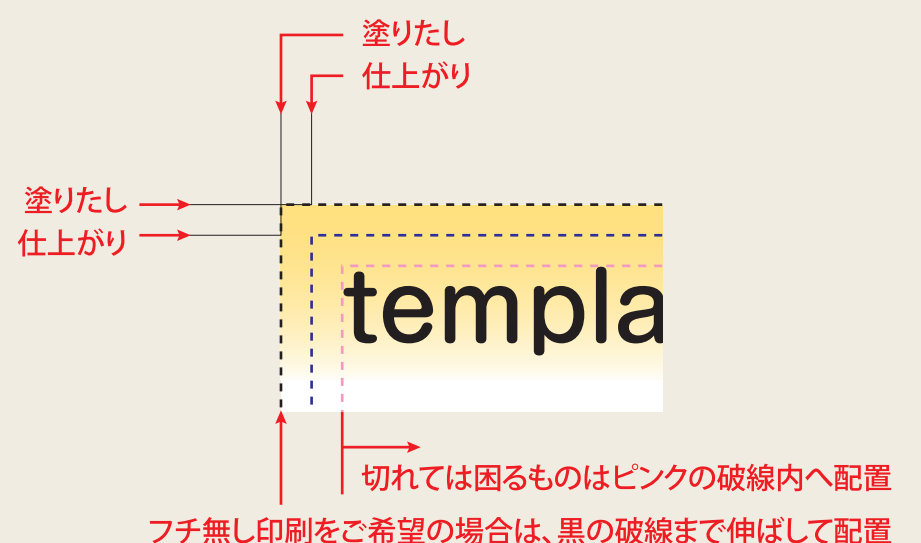 塗りたし
仕上がり
塗りたし
仕上がり
templa
切れては困るものはピンクの破線内へ配置
フチ無し印刷をご希望の場合は、黒の破線まで伸ばして配置